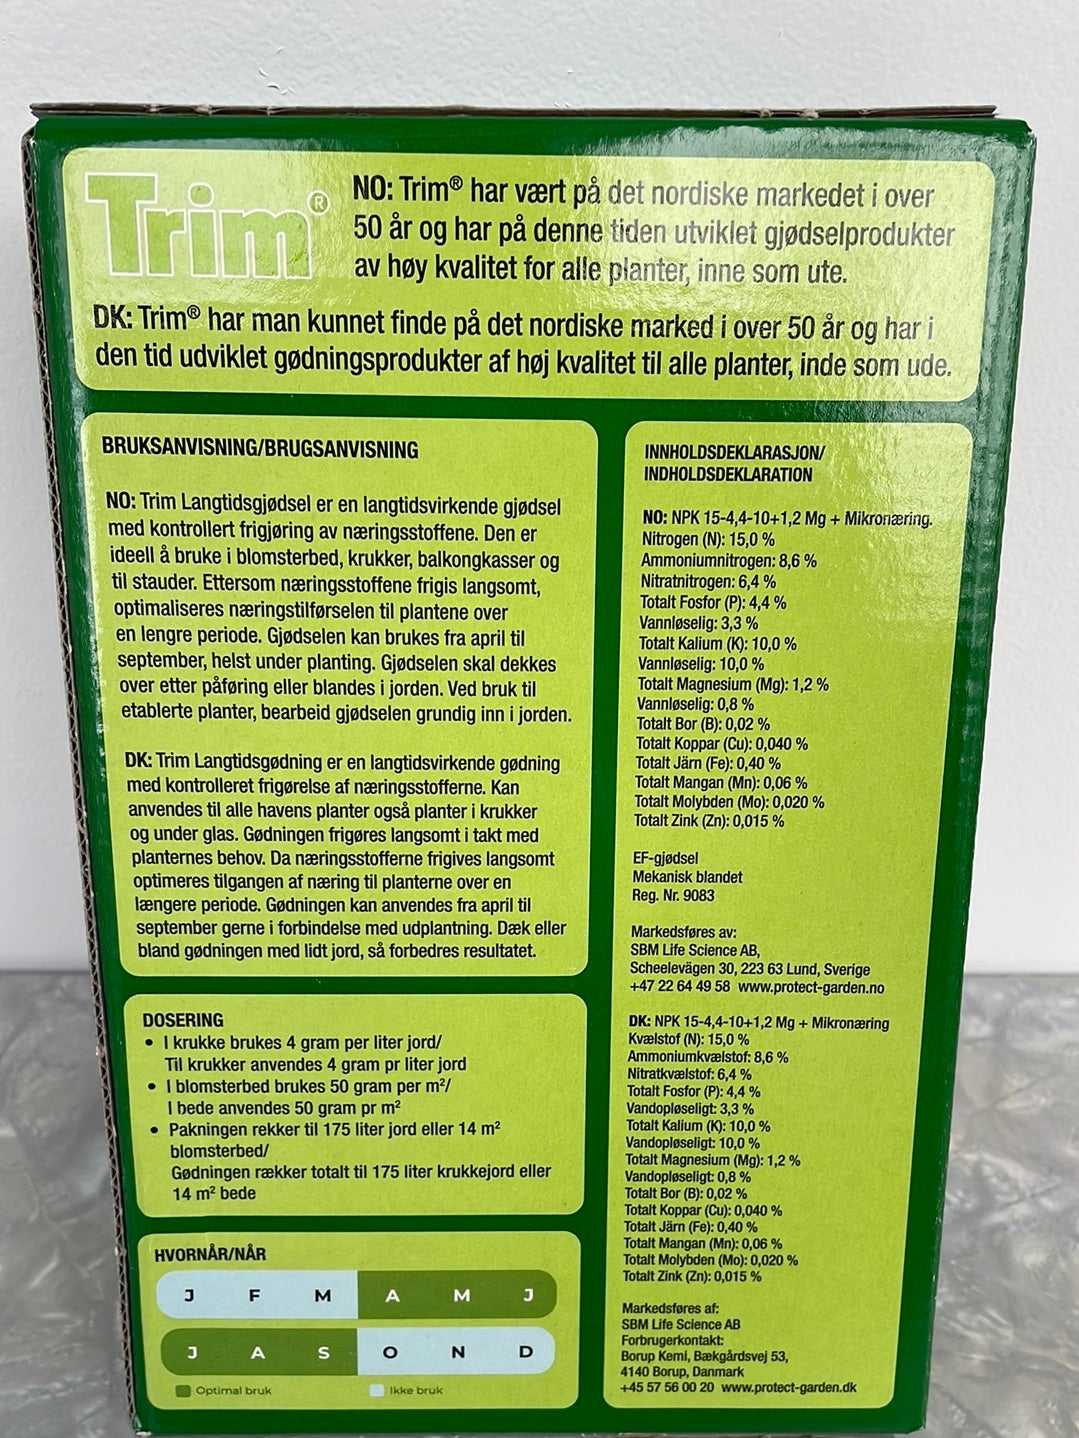 Trim®
NO: Trim® har vært på det nordiske markedet i over
50 år og har på denne tiden utviklet gjødselprodukter
av høy kvalitet for alle planter, inne som ute.
DK: Trim® har man kunnet finde på det nordiske marked i over 50 år og har i
den tid udviklet gødningsprodukter af høj kvalitet til alle planter, inde som ude.
BRUKSANVISNING/BRUGSANVISNING
NO: Trim Langtidsgjødsel er en langtidsvirkende gjødsel
med kontrollert frigjøring av næringsstoffene. Den er
ideell å bruke i blomsterbed, krukker, balkongkasser og
til stauder. Ettersom næringsstoffene frigis langsomt,
optimaliseres næringstilførselen til plantene over
en lengre periode. Gjødselen kan brukes fra april til
september, helst under planting. Gjødselen skal dekkes
over etter påføring eller blandes i jorden. Ved bruk til
etablerte planter, bearbeid gjødselen grundig inn i jorden.
DK: Trim Langtidsgødning er en langtidsvirkende gødning
med kontrolleret frigørelse af næringsstofferne. Kan
anvendes til alle havens planter også planter i krukker
og under glas. Gødningen frigøres langsomt i takt med
planternes behov. Da næringsstofferne frigives langsomt
optimeres tilgangen af næring til planterne over en
længere periode. Gødningen kan anvendes fra april til
september gerne i forbindelse med udplantning. Dæk eller
bland gødningen med lidt jord, så forbedres resultatet.
DOSERING
• I krukke brukes 4 gram per liter jord/
Til krukker anvendes 4 gram pr liter jord
• I blomsterbed brukes 50 gram per m²/
I bede anvendes 50 gram pr m²
• Pakningen rekker til 175 liter jord eller 14 m²
blomsterbed/
Gødningen rækker totalt til 175 liter krukkejord eller
14 m² bede
HVORNÅR/NÅR
J F M A M J
J A S O N D
Optimal bruk Ikke bruk
INNHOLDSDEKLARASJON/
INDHOLDSDEKLARATION
NO: NPK 15-4,4-10+1,2 Mg + Mikronæring.
Nitrogen (N): 15,0 %
Ammoniumnitrogen: 8,6 %
Nitratnitrogen: 6,4 %
Totalt Fosfor (P): 4,4 %
Vannløselig: 3,3 %
Totalt Kalium (K): 10,0 %
Vannløselig: 10,0 %
Totalt Magnesium (Mg): 1,2 %
Vannløselig: 0,8 %
Totalt Bor (B): 0,02 %
Totalt Koppar (Cu): 0,040 %
Totalt Järn (Fe): 0,40 %
Totalt Mangan (Mn): 0,06 %
Totalt Molybden (Mo): 0,020 %
Totalt Zink (Zn): 0,015 %
EF-gjødsel
Mekanisk blandet
Reg. Nr. 9083
Markedsføres av:
SBM Life Science AB,
Scheelevägen 30, 223 63 Lund, Sverige
+47 22 64 49 58 www.protect-garden.no
DK: NPK 15-4,4-10+1,2 Mg + Mikronæring
Kvælstof (N): 15,0 %
Ammoniumkvælstof: 8,6 %
Nitratkvælstof: 6,4 %
Totalt Fosfor (P): 4,4 %
Vandopløseligt: 3,3 %
Totalt Kalium (K): 10,0 %
Vandopløseligt: 10,0 %
Totalt Magnesium (Mg): 1,2 %
Vandopløseligt: 0,8 %
Totalt Bor (B): 0,02 %
Totalt Koppar (Cu): 0,040 %
Totalt Järn (Fe): 0,40 %
Totalt Mangan (Mn): 0,06 %
Totalt Molybden (Mo): 0,020 %
Totalt Zink (Zn): 0,015 %
Markedsføres af:
SBM Life Science AB
Forbrugerkontakt:
Borup Kemi, Bækgårdsvej 53,
4140 Borup, Danmark
+45 57 56 00 20 www.protect-garden.dk